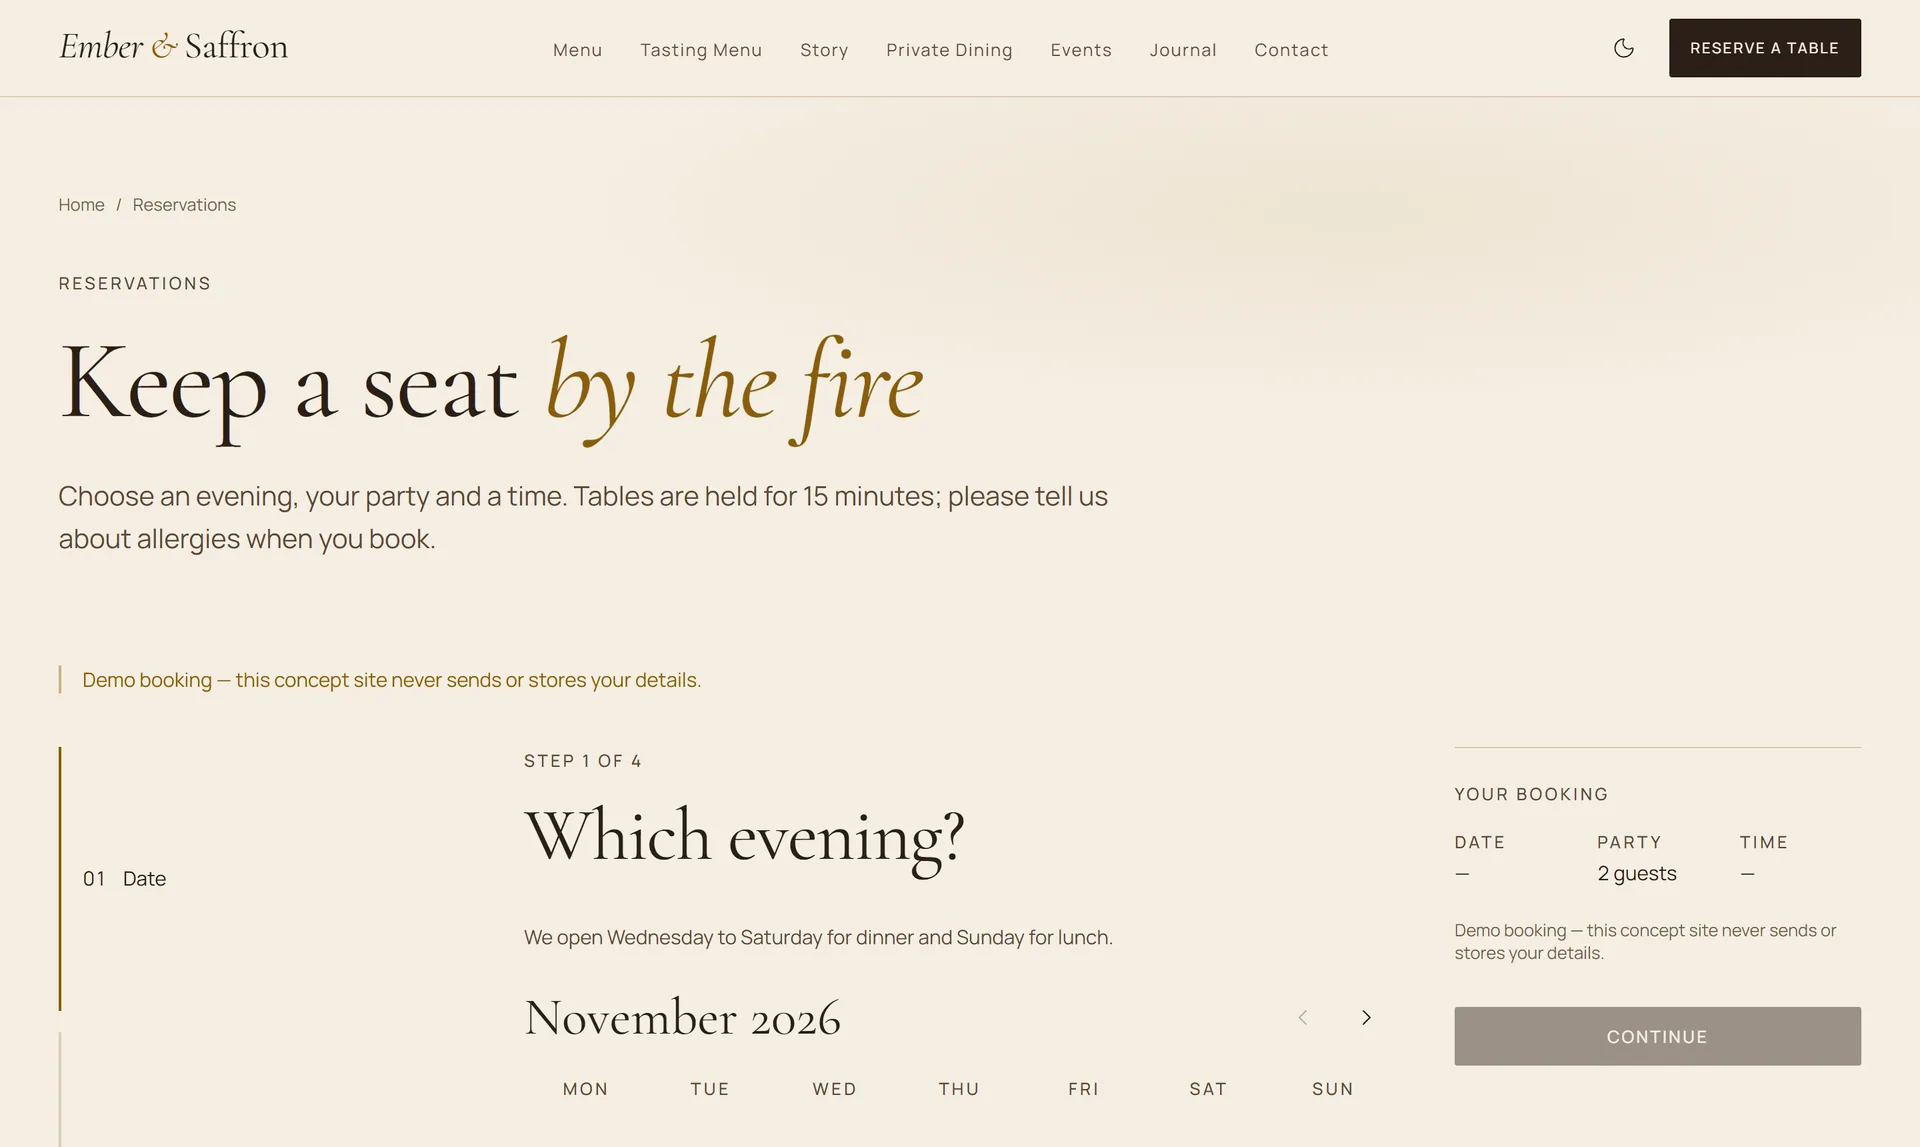 Ember & Saffron
Menu
Tasting Menu
Story
Private Dining
Events
Journal
Contact
RESERVE A TABLE
Home / Reservations
RESERVATIONS
Keep a seat by the fire
Choose an evening, your party and a time. Tables are held for 15 minutes; please tell us
about allergies when you book.
Demo booking — this concept site never sends or stores your details.
01 Date
STEP 1 OF 4
Which evening?
We open Wednesday to Saturday for dinner and Sunday for lunch.
November 2026
MON TUE WED THU FRI SAT SUN
YOUR BOOKING
DATE PARTY TIME
— 2 guests —
Demo booking — this concept site never sends or
stores your details.
CONTINUE